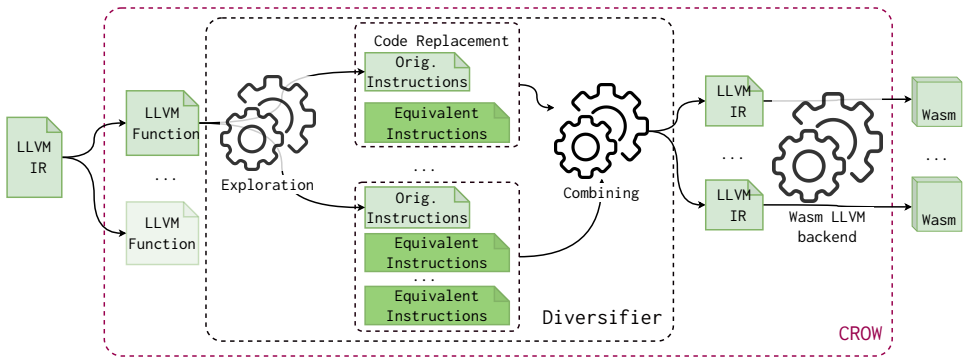 LLVM
IR
LLVM
Function
...
LLVM
Function
Exploration
Code Replacement
Orig.
Instructions
Equivalent
Instructions
...
Orig.
Instructions
Equivalent
Instructions
...
Equivalent
Instructions
Combining
Diversifier
LLVM
IR
...
LLVM
IR
Wasm LLVM
backend
Wasm
...
Wasm
CROW